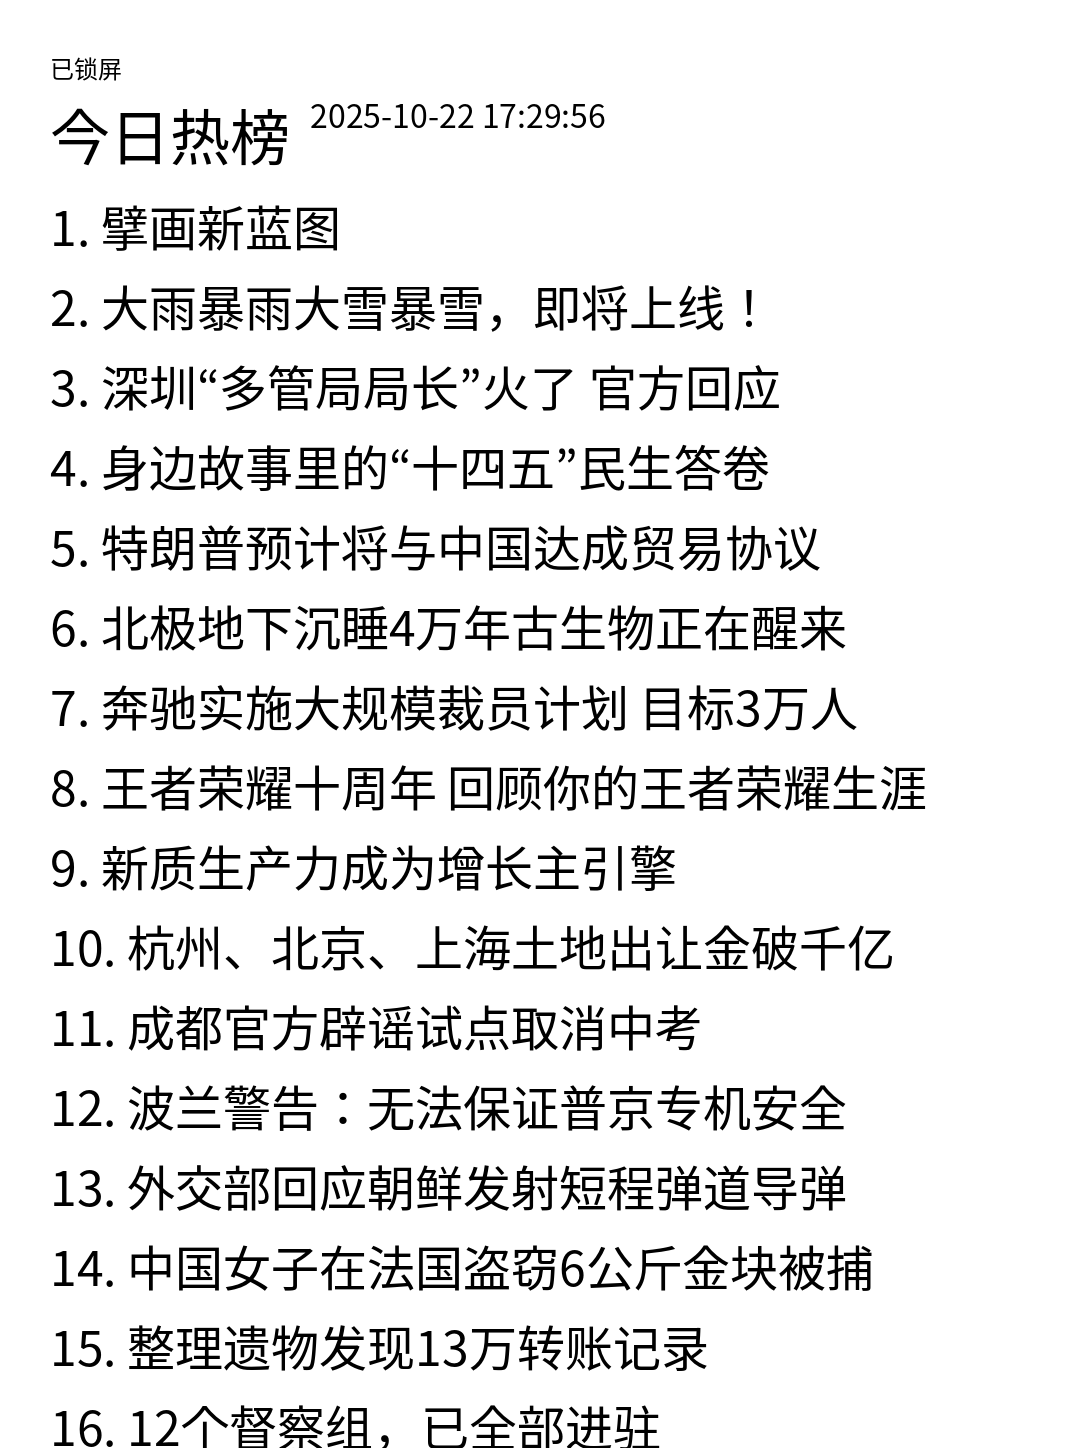 已锁屏
今日热榜 2025-10-22 17:29:56
1. 擘画新蓝图
2. 大雨暴雨大雪暴雪，即将上线！
3. 深圳“多管局局长”火了 官方回应
4. 身边故事里的“十四五”民生答卷
5. 特朗普预计将与中国达成贸易协议
6. 北极地下沉睡4万年古生物正在醒来
7. 奔驰实施大规模裁员计划 目标3万人
8. 王者荣耀十周年 回顾你的王者荣耀生涯
9. 新质生产力成为增长主引擎
10. 杭州、北京、上海土地出让金破千亿
11. 成都官方辟谣试点取消中考
12. 波兰警告：无法保证普京专机安全
13. 外交部回应朝鲜发射短程弹道导弹
14. 中国女子在法国盗窃6公斤金块被捕
15. 整理遗物发现13万转账记录
16. 12个督察组，已全部进驻